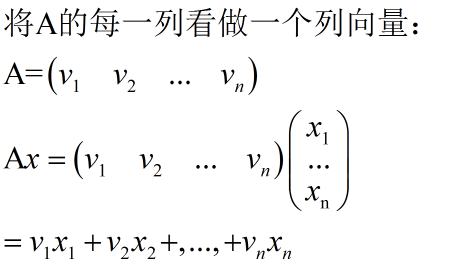 将A的每一列看做一个列向量：
A=(v₁ v₂ ... vₙ)
Ax = (v₁ v₂ ... vₙ)(x₁ ... xₙ)
= v₁x₁ + v₂x₂+,...,+vₙxₙ